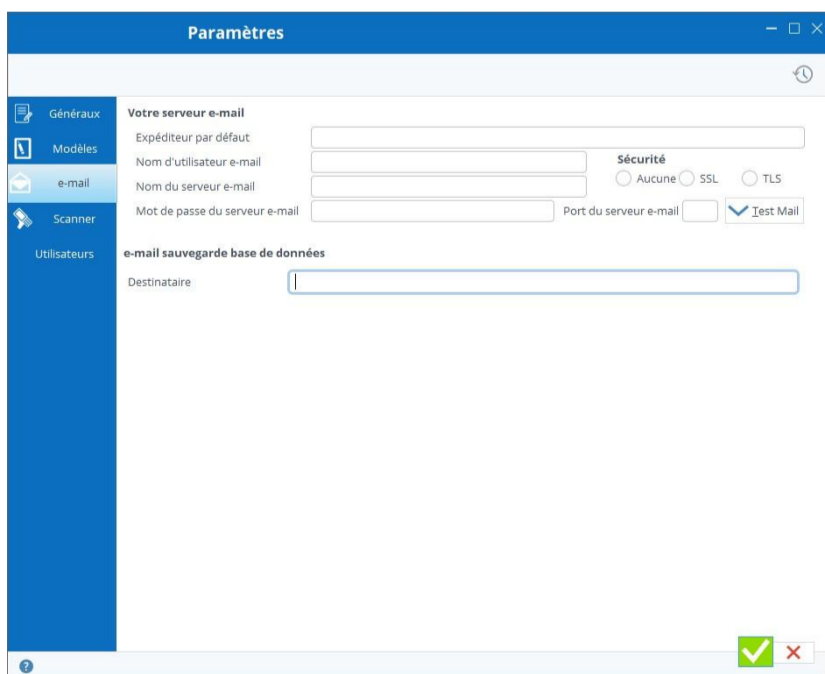 Paramètres
Généraux
Modèles
e-mail
Scanner
Utilisateurs
Votre serveur e-mail
Expéditeur par défaut
Nom d'utilisateur e-mail
Sécurité
Nom du serveur e-mail
Aucune SSL TLS
Mot de passe du serveur e-mail Port du serveur e-mail Test Mail
e-mail sauvegarde base de données
Destinataire
?